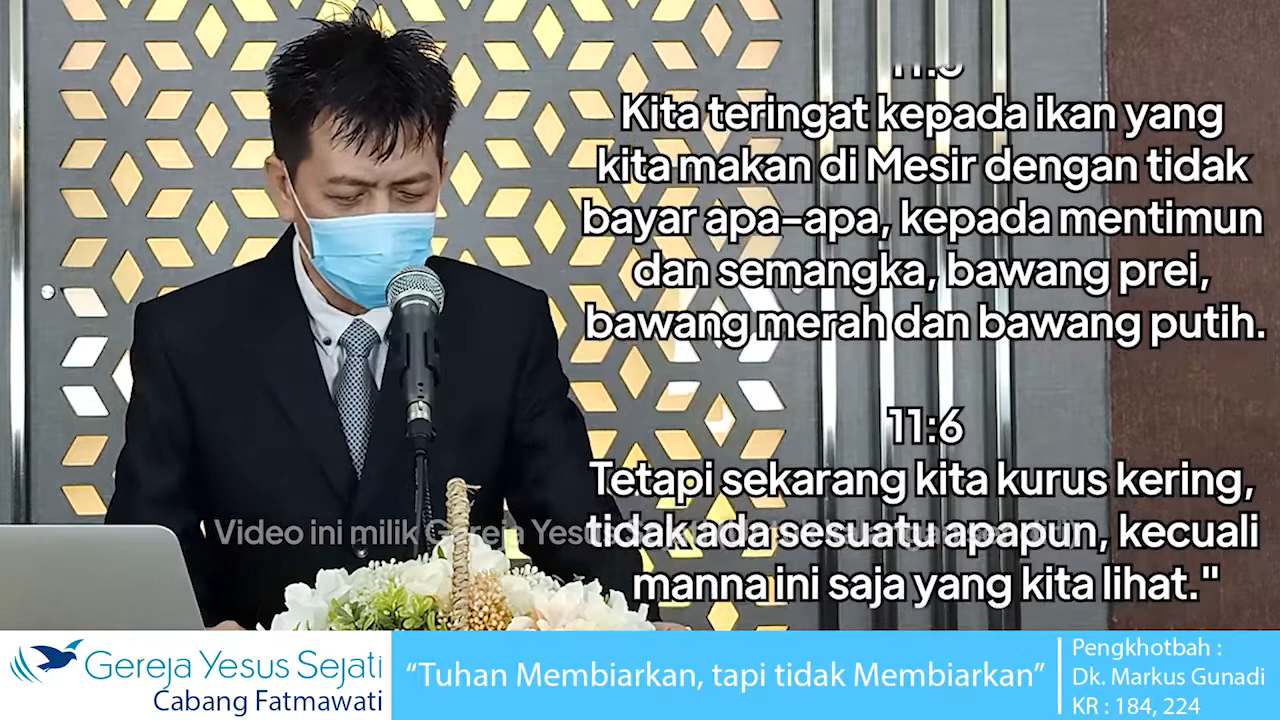 Kita teringat kepada ikan yang
kita makan di Mesir dengan tidak
bayar apa-apa, kepada mentimun
dan semangka, bawang prei,
bawang merah dan bawang putih.
11:6
Tetapi sekarang kita kurus kering,
tidak ada sesuatu apapun, kecuali
manna ini saja yang kita lihat."
Video ini milik Gereja Yesus
Gereja Yesus Sejati
Cabang Fatmawati
“Tuhan Membiarkan, tapi tidak Membiarkan”
Pengkhotbah :
Dk. Markus Gunadi
KR : 184, 224